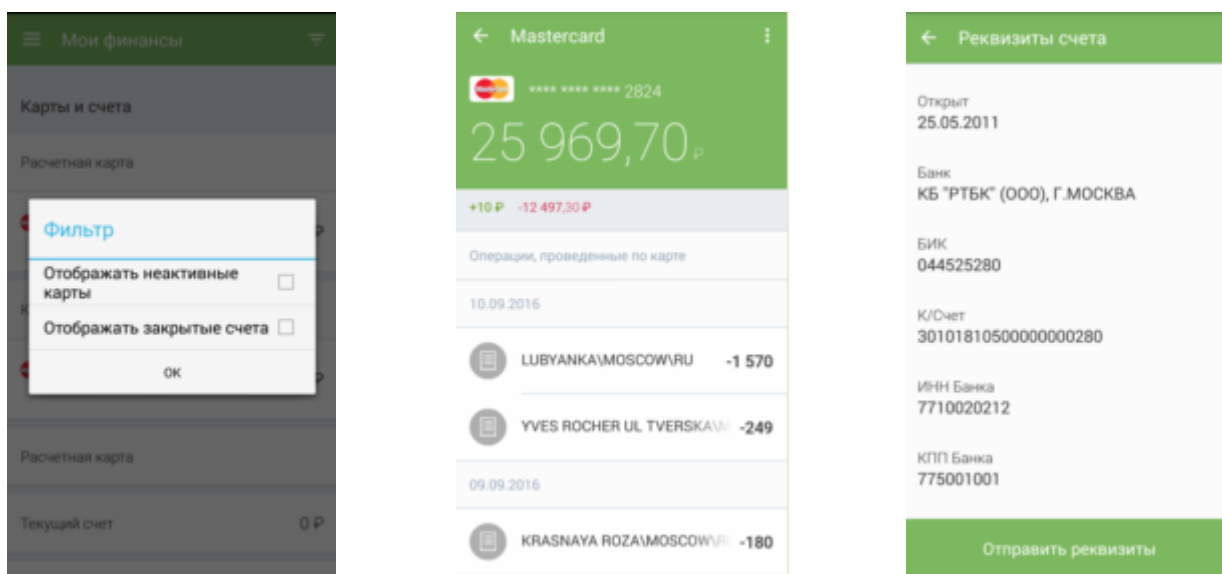 Мои финансы
Карты и счета
Расчетная карта
Фильтр
Отображать неактивные
карты
Отображать закрытые счета
ОК
Расчетная карта
Текущий счет 0 ₽
Mastercard
**** **** **** 2824
25 969,70 ₽
+10 ₽ -12 497,30 ₽
Операции, проведенные по карте
10.09.2016
LUBYANKA\MOSCOW\RU -1 570
YVES ROCHER UL TVERSKA\M -249
09.09.2016
KRASNAYA ROZA\MOSCOW\R -180
Реквизиты счета
Открыт
25.05.2011
Банк
КБ "РТБК" (ООО), Г.МОСКВА
БИК
044525280
К/Счет
30101810500000000280
ИНН Банка
7710020212
КПП Банка
775001001
Отправить реквизиты